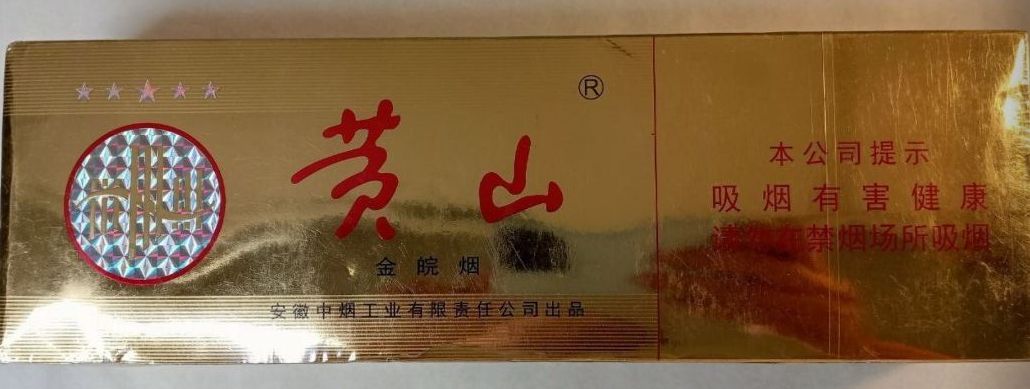 黄山
®
金皖烟
安徽中烟工业有限责任公司出品
本公司提示
吸烟有害健康
请勿在禁烟场所吸烟